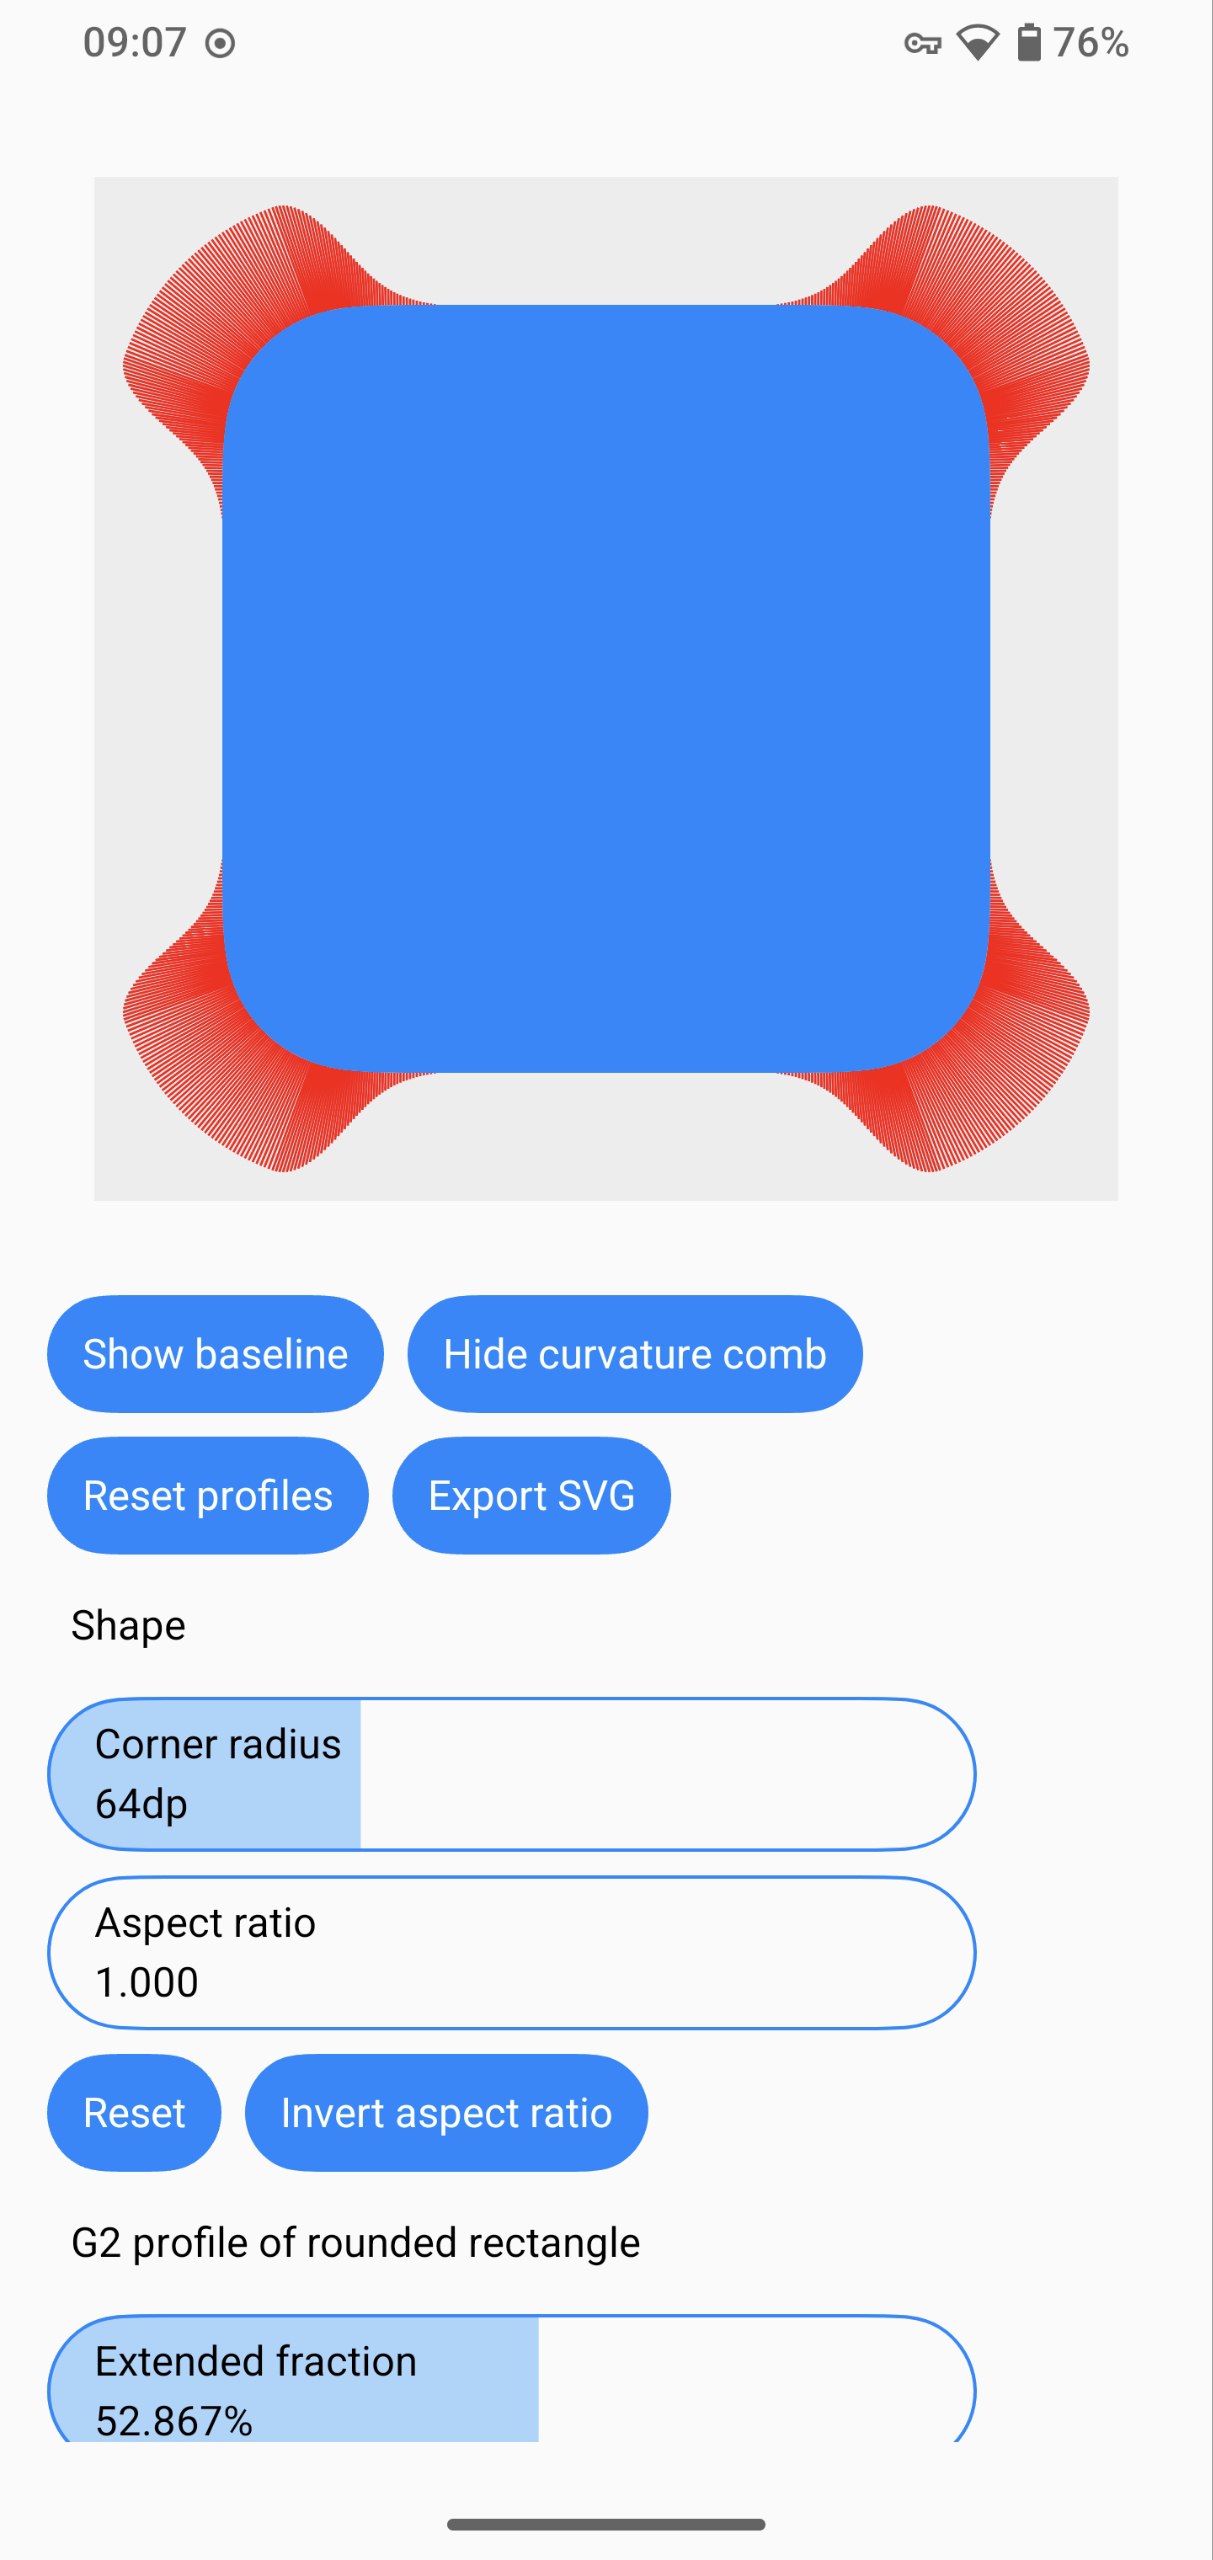 09:07
76%
Show baseline
Hide curvature comb
Reset profiles
Export SVG
Shape
Corner radius
64dp
Aspect ratio
1.000
Reset
Invert aspect ratio
G2 profile of rounded rectangle
Extended fraction
52.867%